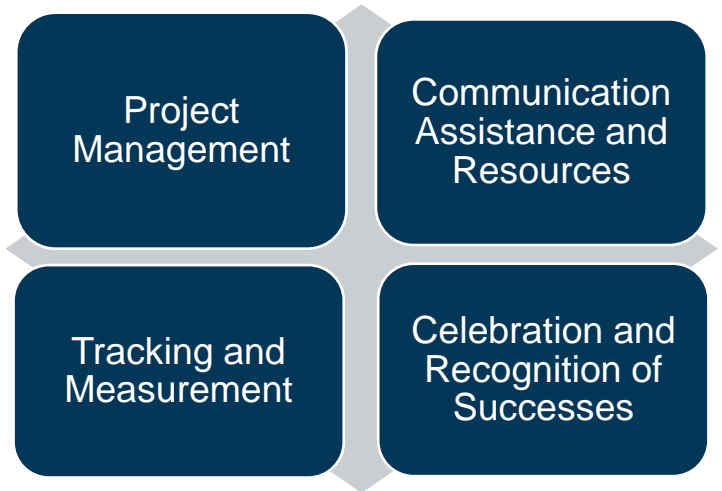 Project
Management
Communication
Assistance and
Resources
Tracking and
Measurement
Celebration and
Recognition of
Successes